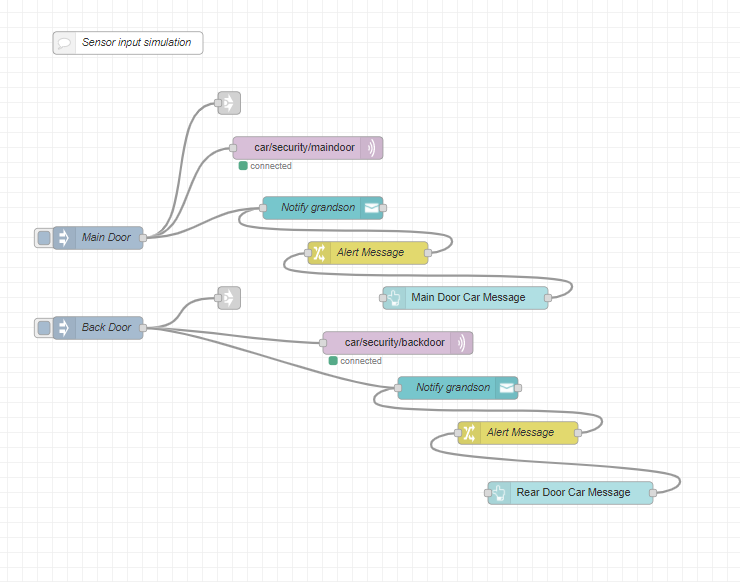 Sensor input simulation
car/security/maindoor
connected
Notify grandson
Main Door
Alert Message
Main Door Car Message
Back Door
car/security/backdoor
connected
Notify grandson
Alert Message
Rear Door Car Message